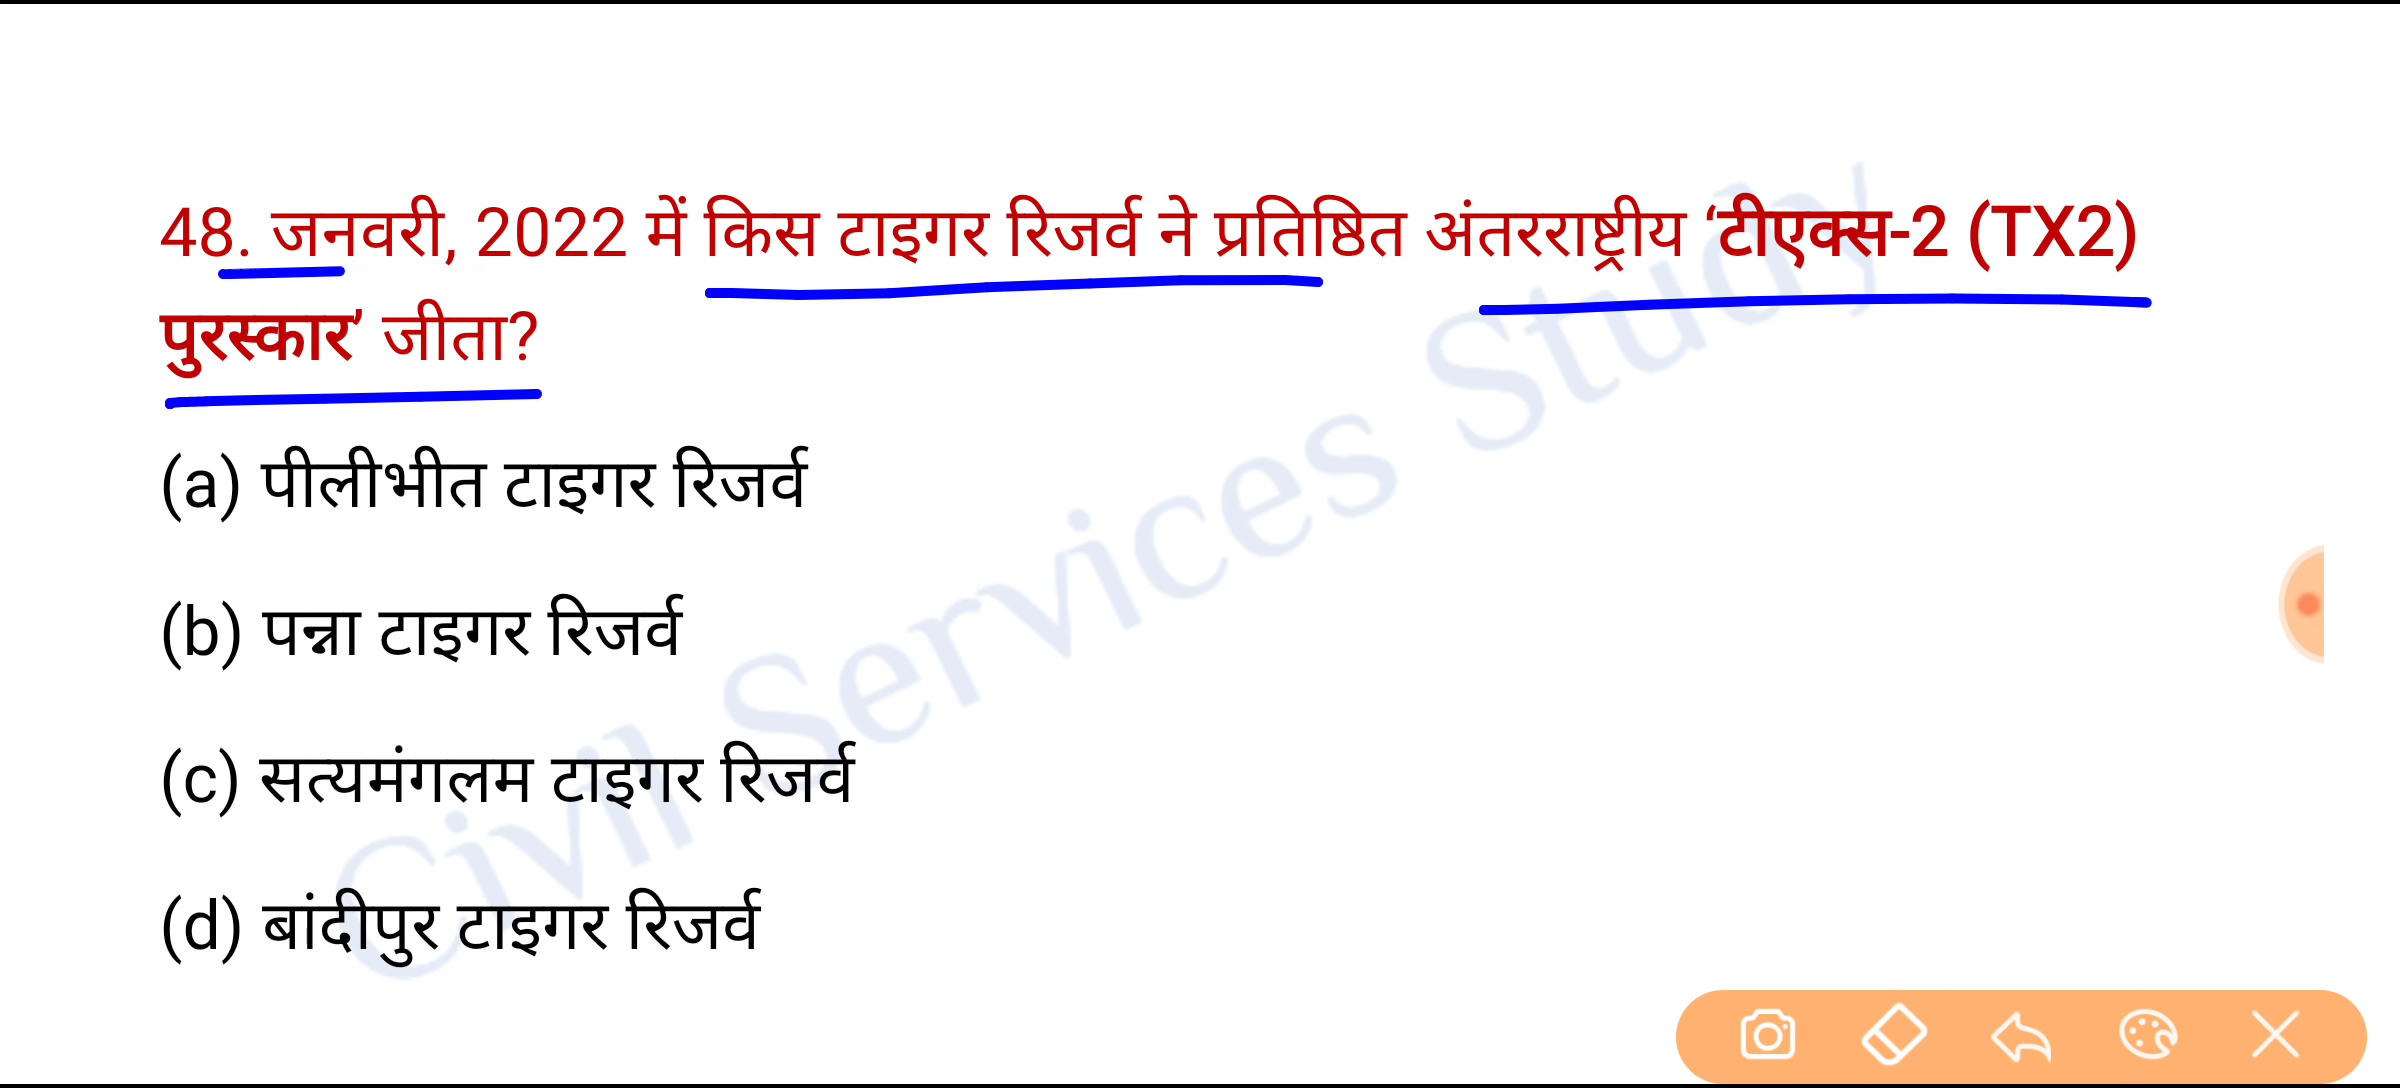 48. जनवरी, 2022 में किस टाइगर रिजर्व ने प्रतिष्ठित अंतरराष्ट्रीय ‘टीएक्स-2 (TX2)
पुरस्कार’ जीता?
(a) पीलीभीत टाइगर रिजर्व
(b) पन्ना टाइगर रिजर्व
(c) सत्यमंगलम टाइगर रिजर्व
(d) बांदीपुर टाइगर रिजर्व
Civil Services Study